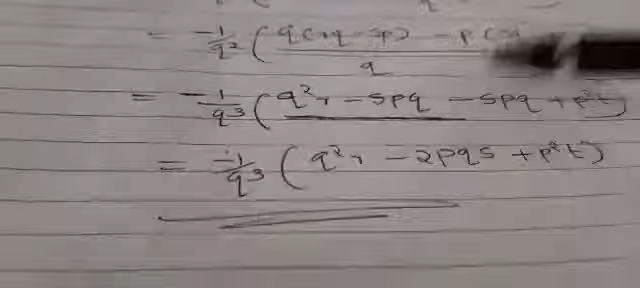 = -1/q² ( q(rq - sp) - p(s
q
= -1/q³ ( q²r - spq - spq + p²t )
= -1/q³ ( q²r - 2pqs + p²t )